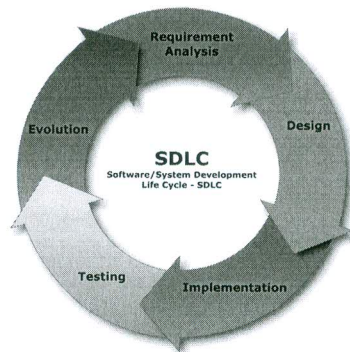 Requirement
Analysis
Design
Implementation
Testing
Evolution
SDLC
Software/System Development
Life Cycle - SDLC